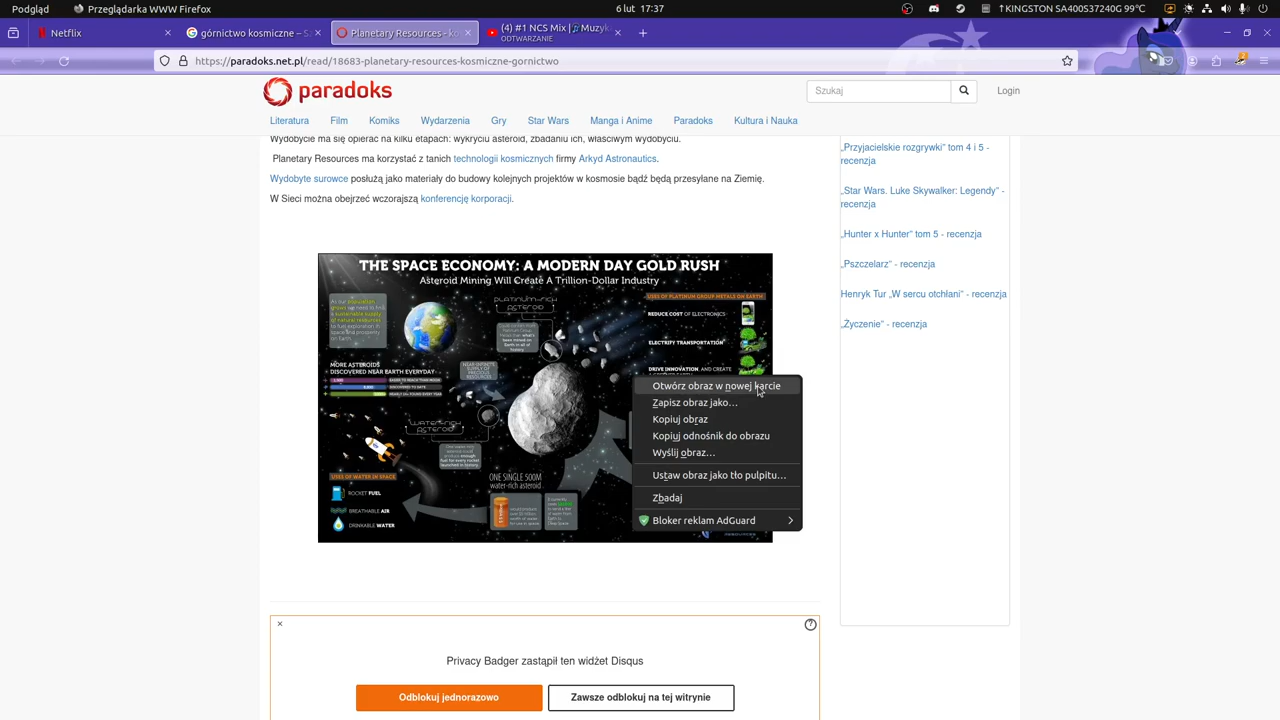 Podgląd
Przeglądarka WWW Firefox
6 lut 17:37
SA400S37240G 99°C
Netflix
górnictwo kosmiczne – S
Planetary Resources - ko
(4) #1 NCS Mix | Muzyk
ODTWARZANIE
https://paradoks.net.pl/read/18683-planetary-resources-kosmiczne-gornictwo
paradoks
Szukaj
Login
Literatura
Film
Komiks
Wydarzenia
Gry
Star Wars
Manga i Anime
Paradoks
Kultura i Nauka
Wydobycie ma się opierać na kilku etapach: wykryciu asteroid, zbadaniu ich, właściwym wydobyciu.
Planetary Resources ma korzystać z tanich technologii kosmicznych firmy Arkyd Astronautics.
Wydobyte surowce posłużą jako materiały do budowy kolejnych projektów w kosmosie bądź będą przesyłane na Ziemię.
W Sieci można obejrzeć wczorajszą konferencję korporacji.
„Przyjacielskie rozgrywki” tom 4 i 5 -
recenzja
„Star Wars. Luke Skywalker: Legendy” -
recenzja
„Hunter x Hunter” tom 5 - recenzja
„Pszczelarz” - recenzja
Henryk Tur „W sercu otchłani” - recenzja
„Życzenie” - recenzja
THE SPACE ECONOMY: A MODERN DAY GOLD RUSH
Asteroid Mining Will Create A Trillion-Dollar Industry
PLATINUM-RICH
ASTEROID
USES OF PLATINUM GROUP METALS ON EARTH
REDUCE COST OF ELECTRONICS
ELECTRIFY TRANSPORTATION
DRIVE INNOVATION, AND CREATE
NEAR INFINITE
SUPPLY OF
PRECIOUS
RESOURCES
MORE ASTEROIDS
DISCOVERED NEAR EARTH EVERYDAY
WATER-RICH
ASTEROID
USES OF WATER IN SPACE
ROCKET FUEL
BREATHABLE AIR
DRINKABLE WATER
ONE SINGLE 500M
water-rich asteroid
Otwórz obraz w nowej karcie
Zapisz obraz jako…
Kopiuj obraz
Kopiuj odnośnik do obrazu
Wyślij obraz…
Ustaw obraz jako tło pulpitu…
Zbadaj
Bloker reklam AdGuard
Privacy Badger zastąpił ten widżet Disqus
Odblokuj jednorazowo
Zawsze odblokuj na tej witrynie